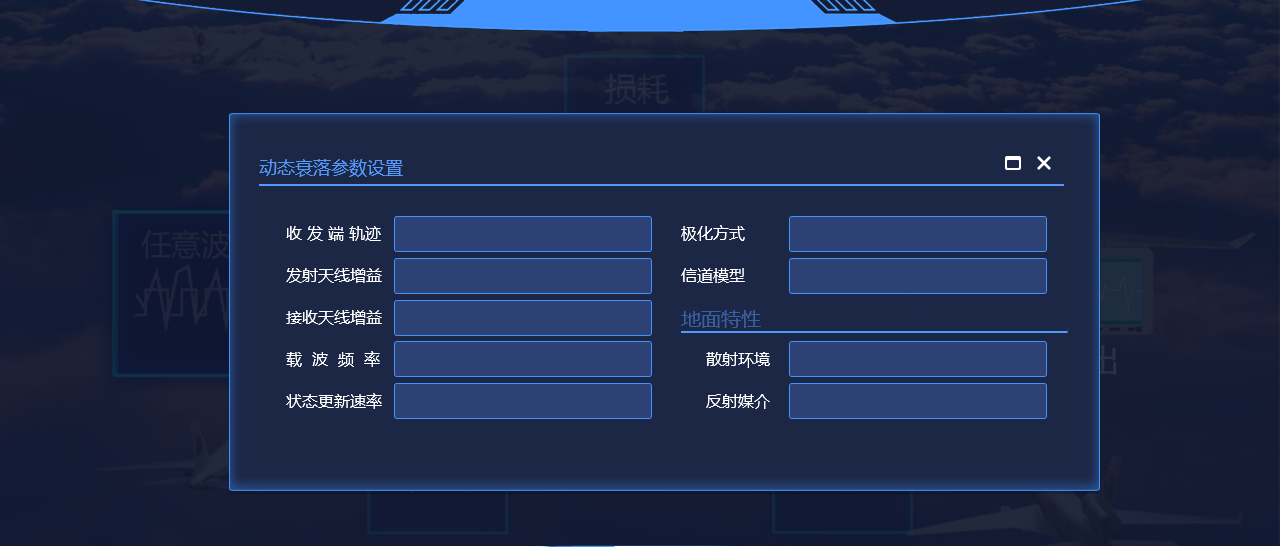 损耗
动态衰落参数设置
任意波
收发端轨迹
极化方式
发射天线增益
信道模型
接收天线增益
地面特性
载波频率
散射环境
出
状态更新速率
反射媒介